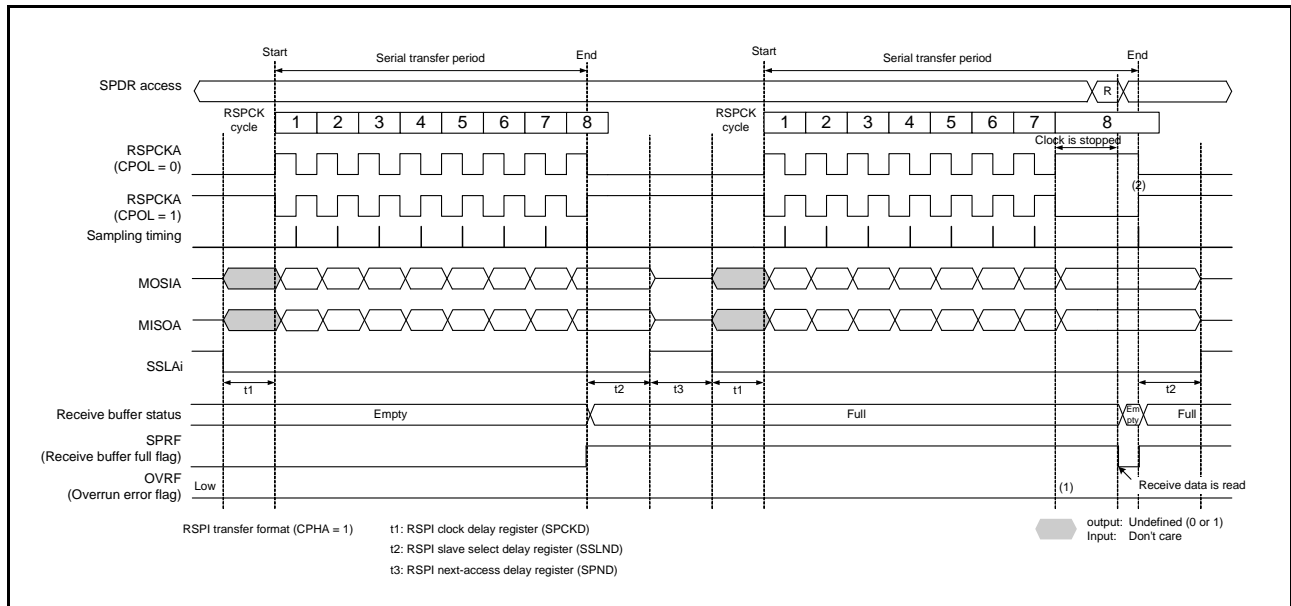 Start
Serial transfer period
End
Start
Serial transfer period
End
SPDR access
R
RSPCK
cycle
1 2 3 4 5 6 7 8
RSPCK
cycle
1 2 3 4 5 6 7 8
Clock is stopped
RSPCKA
(CPOL = 0)
(2)
RSPCKA
(CPOL = 1)
Sampling timing
MOSIA
MISOA
SSLAi
t1
t2
t3
t1
t2
Receive buffer status
Empty
Full
Em
pty
Full
SPRF
(Receive buffer full flag)
OVRF
(Overrun error flag)
Low
(1)
Receive data is read
RSPI transfer format (CPHA = 1)
t1: RSPI clock delay register (SPCKD)
t2: RSPI slave select delay register (SSLND)
t3: RSPI next-access delay register (SPND)
output: Undefined (0 or 1)
Input: Don't care